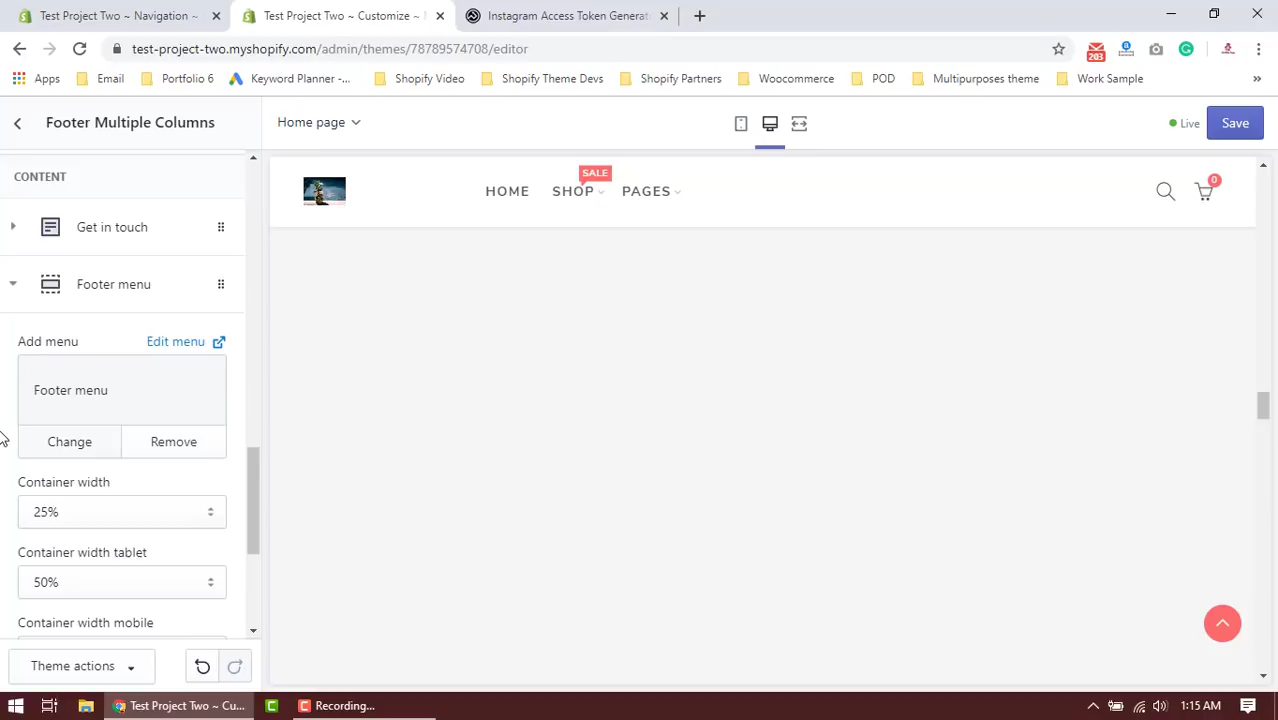 Test Project Two ~ Navigation ~
Test Project Two ~ Customize ~
Instagram Access Token Generat
test-project-two.myshopify.com/admin/themes/78789574708/editor
203
Apps
Email
Portfolio 6
Keyword Planner -...
Shopify Video
Shopify Theme Devs
Shopify Partners
Woocommerce
POD
Multipurposes theme
Work Sample
»
Footer Multiple Columns
Home page
Live
Save
CONTENT
SALE
HOME
SHOP
PAGES
0
Get in touch
Footer menu
Add menu
Edit menu
Footer menu
Change
Remove
Container width
25%
Container width tablet
50%
Container width mobile
Theme actions
Test Project Two ~ Cu...
Recording...
1:15 AM